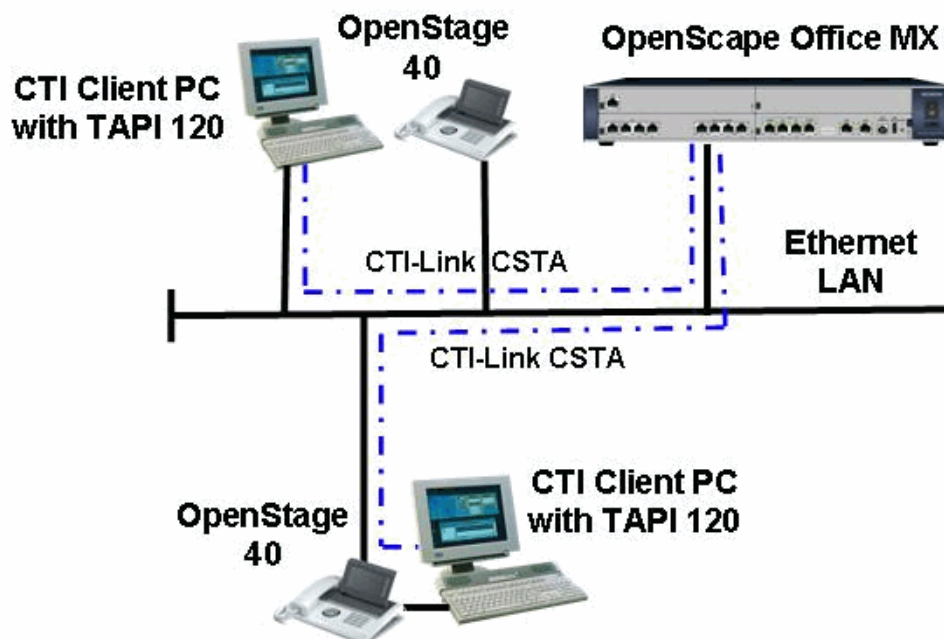 OpenStage
40
OpenScape Office MX
CTI Client PC
with TAPI 120
CTI-Link CSTA
Ethernet
LAN
CTI-Link CSTA
CTI Client PC
with TAPI 120
OpenStage
40